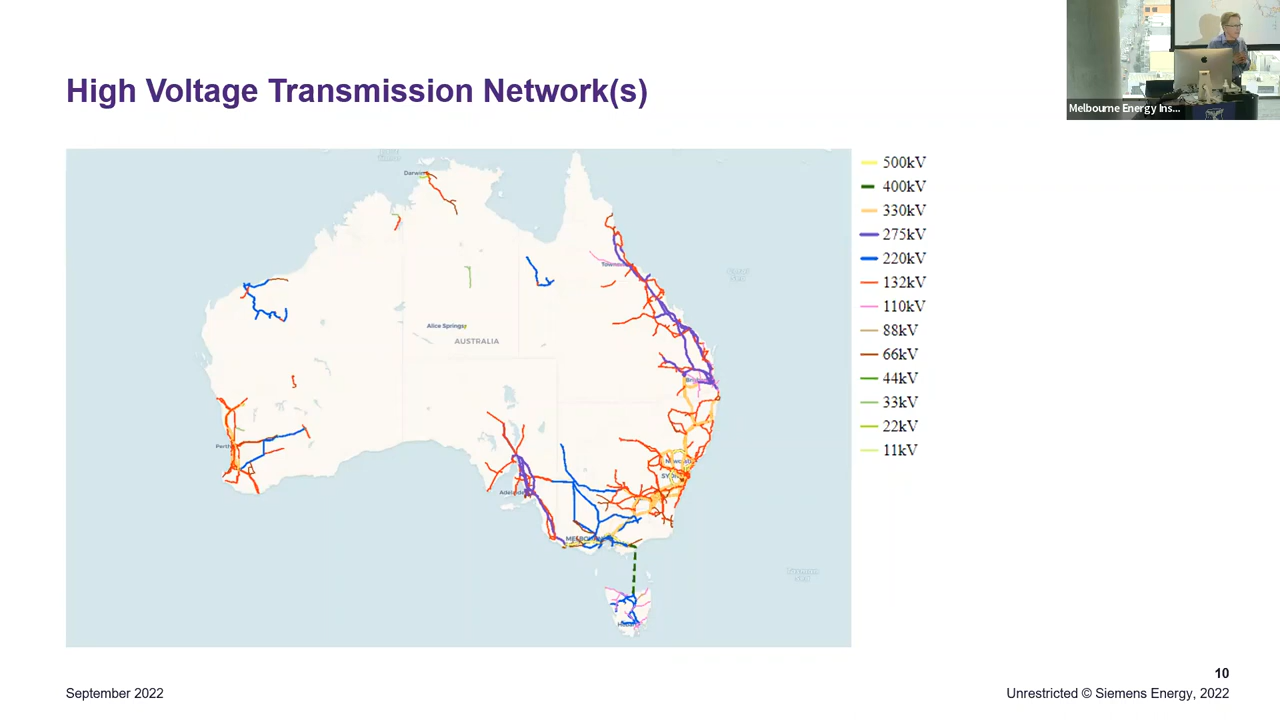 High Voltage Transmission Network(s)
Melbourne Energy Ins...
Darwin
Alice Springs
AUSTRALIA
Perth
MELBOURNE
500kV
400kV
330kV
275kV
220kV
132kV
110kV
88kV
66kV
44kV
33kV
22kV
11kV
10
September 2022
Unrestricted © Siemens Energy, 2022